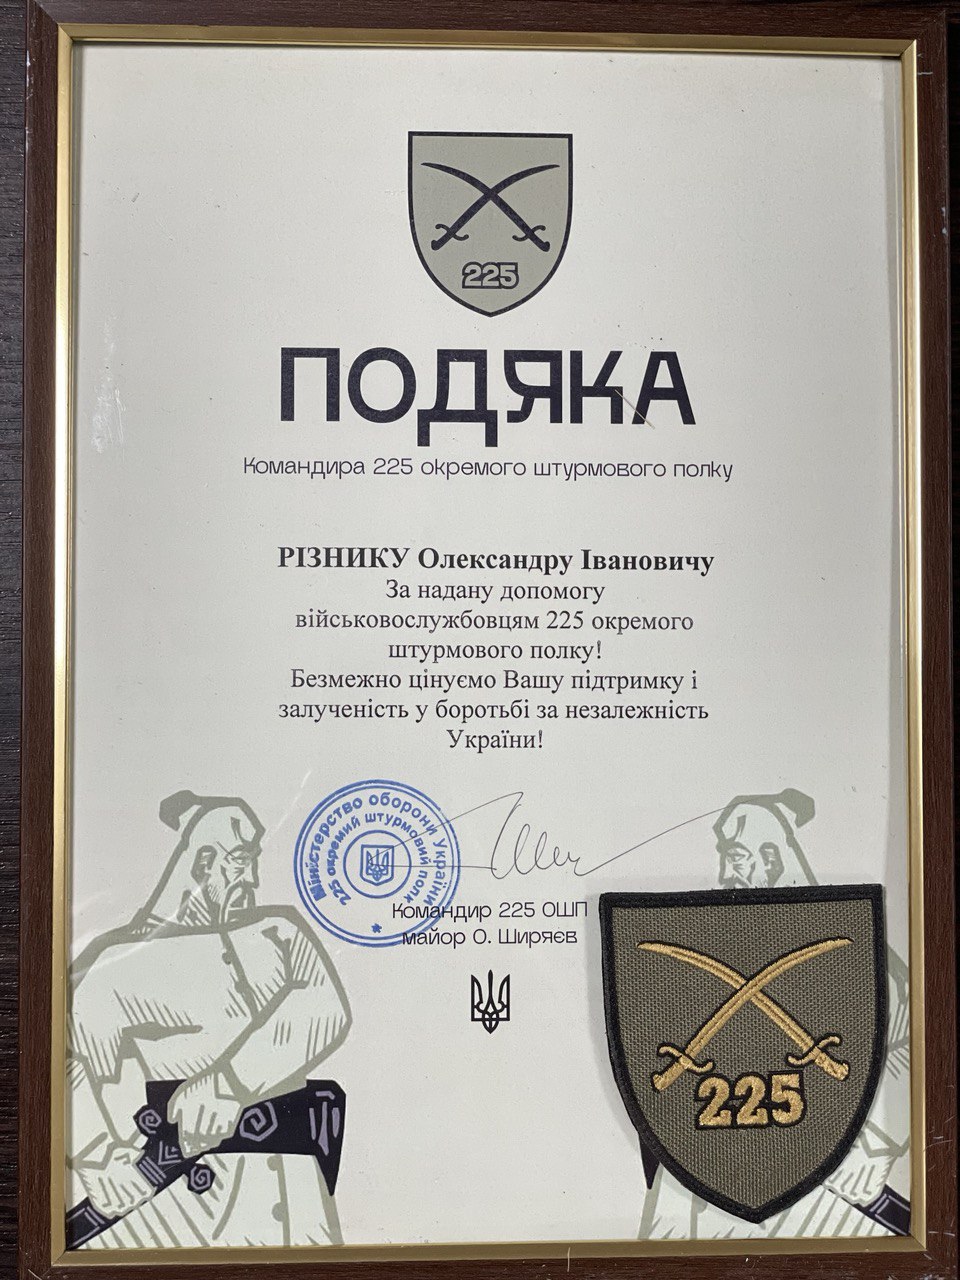 225
ПОДЯКА
Командира 225 окремого штурмового полку
РІЗНИКУ Олександру Івановичу
За надану допомогу
військовослужбовцям 225 окремого
штурмового полку!
Безмежно цінуємо Вашу підтримку і
залученість у боротьбі за незалежність
України!
Міністерство оборони України
225 окремий штурмовий полк
Командир 225 ОШП
майор О. Ширяєв
225